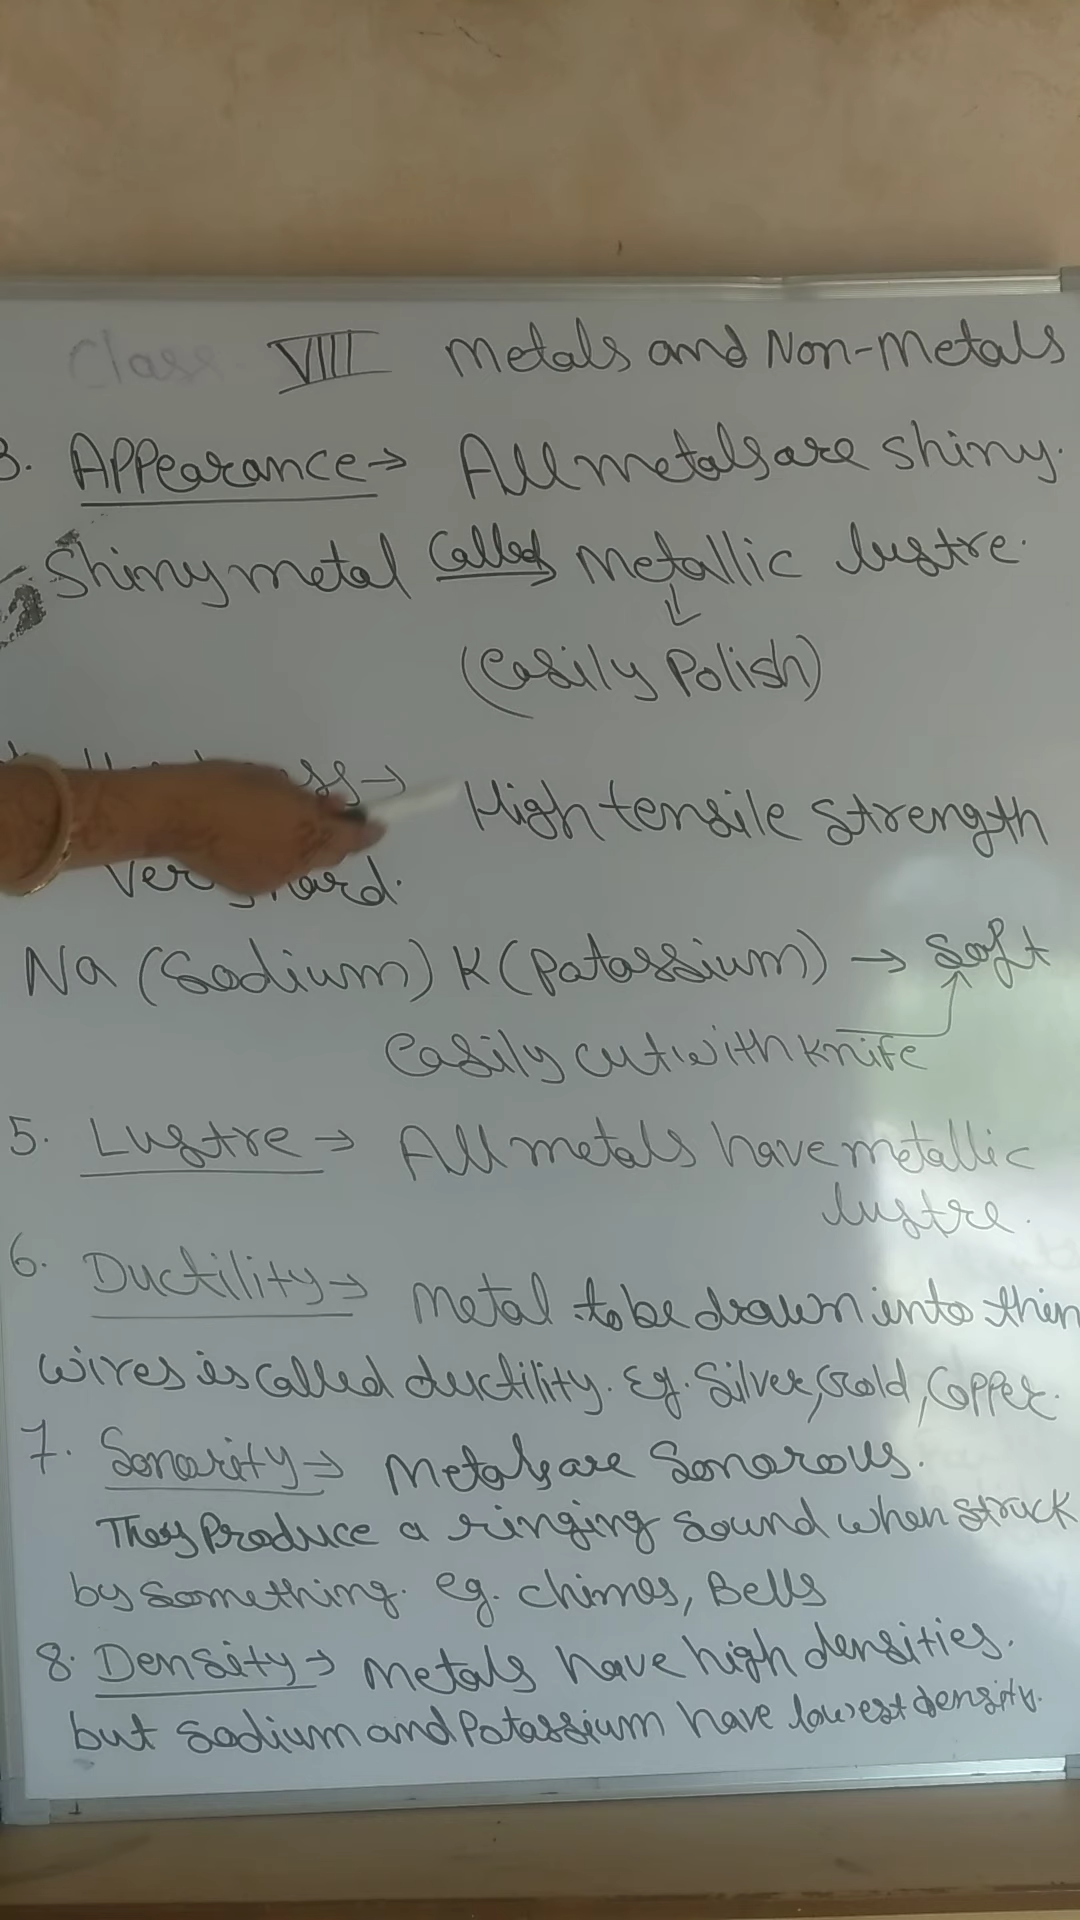 Class VIII Metals and Non-Metals
3. Appearance → All metals are shiny.
Shiny metal Called Metallic lustre.
(Easily Polish)
High tensile strength
hard.
Na (Sodium) K (Patassium) → Soft
Easily cut with knife
5. Lustre → All metals have metallic
lustre.
6. Ductility → Metal to be drawn into thin
wires is called ductility. Eg. Silver, Gold, Copper.
7. Sonority → Metals are Sonorous.
They Produce a ringing sound when struck
by something. eg. chimes, Bells
8. Density → Metals have high densities.
but Sodium and Patassium have lowest density.